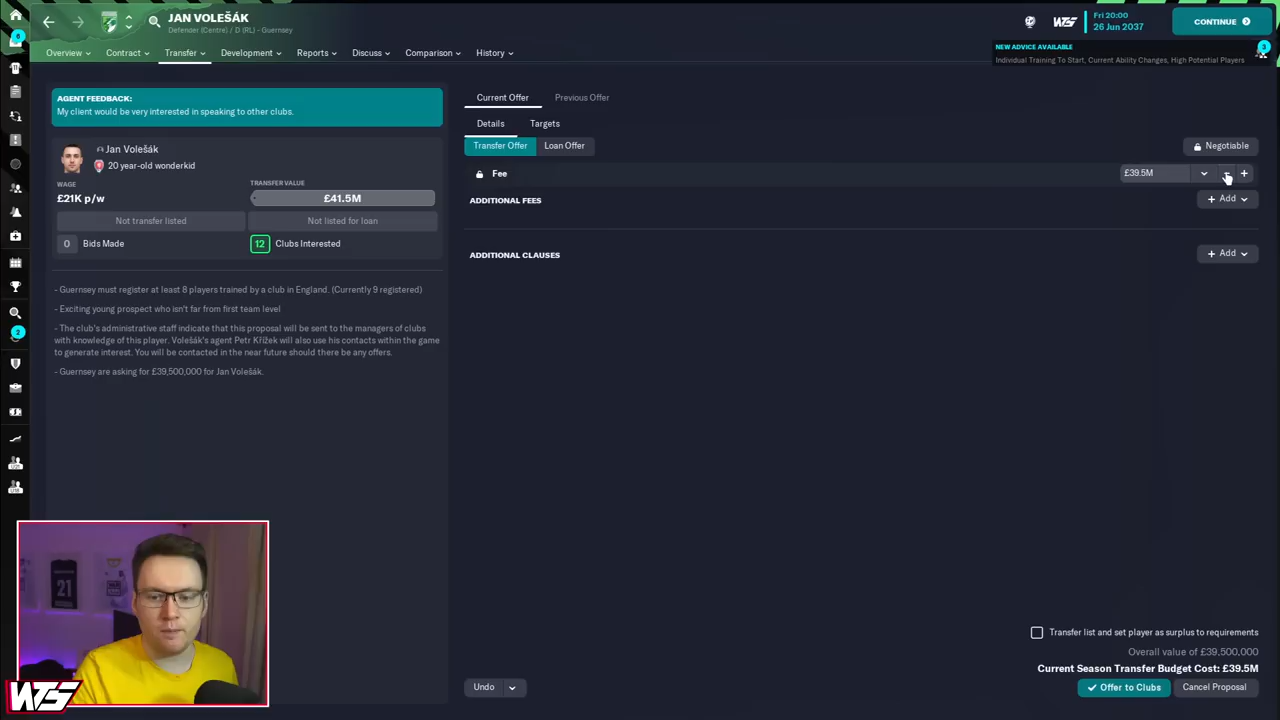 JAN VOLEŠÁK
Defender (Centre) / D (RL) - Guernsey
WTS
Fri 20:00
26 Jun 2037
CONTINUE
6
Overview
Contract
Transfer
Development
Reports
Discuss
Comparison
History
NEW ADVICE AVAILABLE
Individual Training To Start, Current Ability Changes, High Potential Players
3
AGENT FEEDBACK:
My client would be very interested in speaking to other clubs.
Jan Volešák
20 year-old wonderkid
WAGE
£21K p/w
TRANSFER VALUE
£41.5M
Not transfer listed
Not listed for loan
0 Bids Made
12 Clubs Interested
- Guernsey must register at least 8 players trained by a club in England. (Currently 9 registered)
- Exciting young prospect who isn't far from first team level
- The club's administrative staff indicate that this proposal will be sent to the managers of clubs
with knowledge of this player. Volešák's agent Petr Křížek will also use his contacts within the game
to generate interest. You will be contacted in the near future should there be any offers.
- Guernsey are asking for £39,500,000 for Jan Volešák.
2
Current Offer
Previous Offer
Details
Targets
Transfer Offer
Loan Offer
Negotiable
Fee
£39.5M
ADDITIONAL FEES
+ Add
ADDITIONAL CLAUSES
+ Add
Transfer list and set player as surplus to requirements
Overall value of £39,500,000
Current Season Transfer Budget Cost: £39.5M
Undo
Offer to Clubs
Cancel Proposal
21
WTS